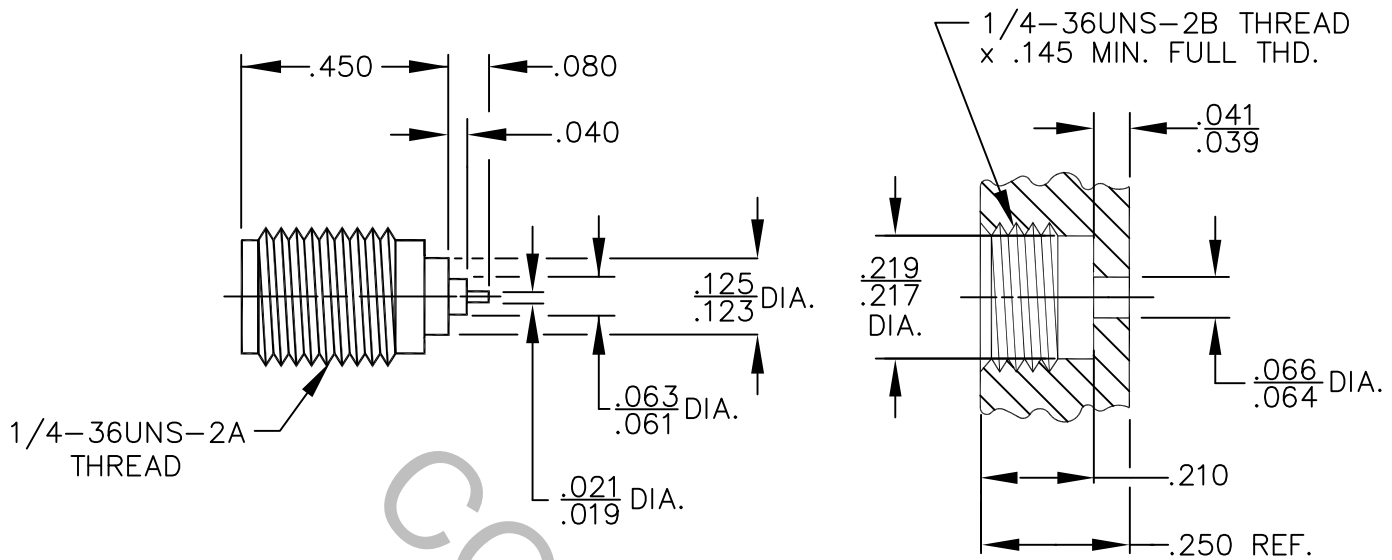 1/4-36UNS-2B THREAD
x .145 MIN. FULL THD.
.450
.080
.040
.041
.039
.125
.123 DIA.
.219
.217
DIA.
.063
.061 DIA.
.066
.064 DIA.
1/4-36UNS-2A
THREAD
.021
.019 DIA.
.210
.250 REF.
CO